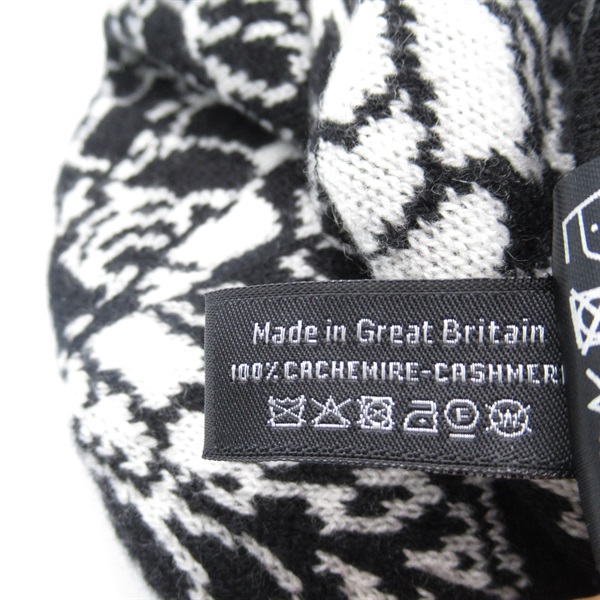 Made in Great Britain
100% CACHEMIRE-CASHMER